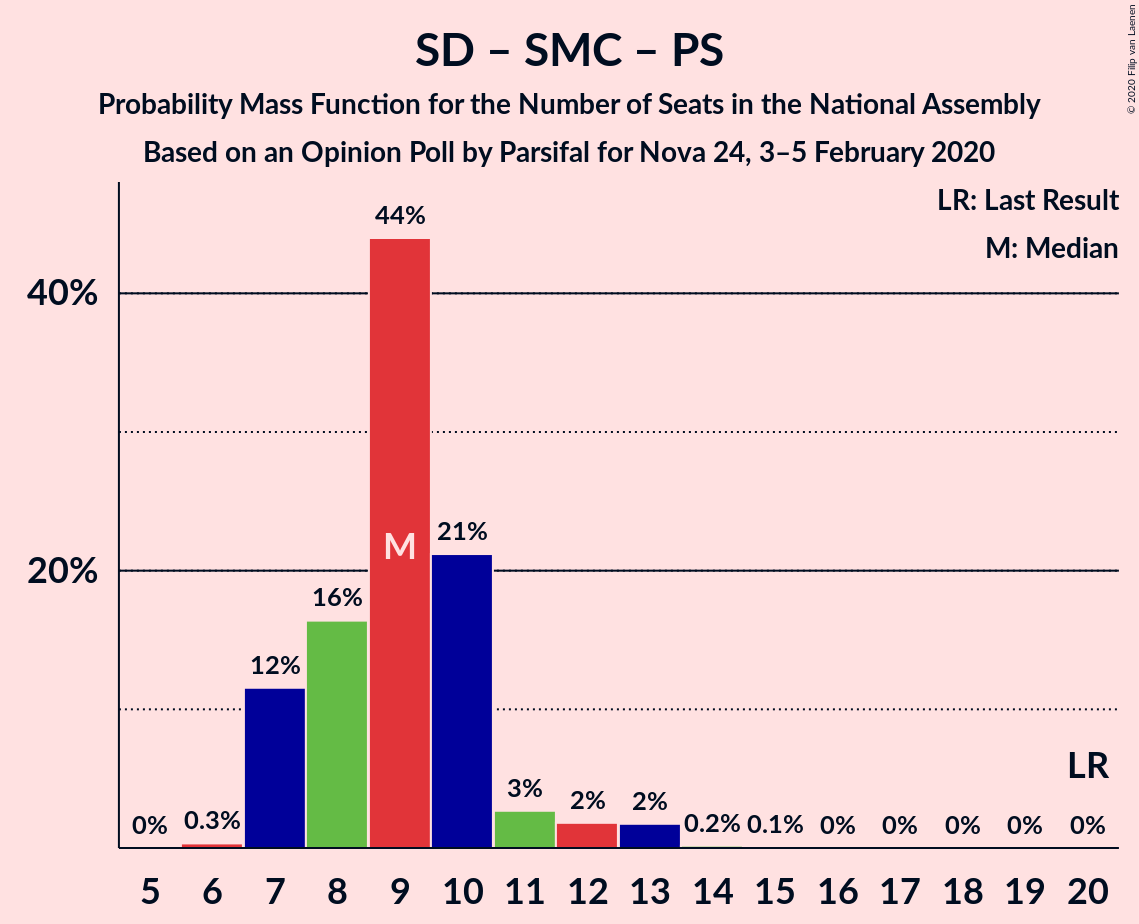 SD – SMC – PS
Probability Mass Function for the Number of Seats in the National Assembly
Based on an Opinion Poll by Parsifal for Nova 24, 3–5 February 2020
© 2020 Filip van Laenen
LR: Last Result
M: Median
44%
40%
M
21%
20%
16%
12%
LR
3%
2%
2%
0%
0.3%
0.2%
0.1%
0%
0%
0%
0%
0%
5 6 7 8 9 10 11 12 13 14 15 16 17 18 19 20